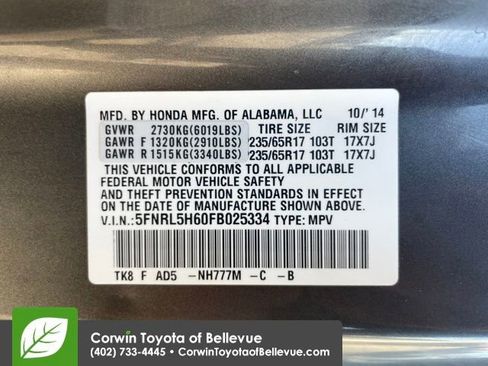 MFD. BY HONDA MFG. OF ALABAMA, LLC 10/'14
GVWR 2730KG(6019LBS) TIRE SIZE RIM SIZE
GAWR F 1320KG(2910LBS) 235/65R17 103T 17X7J
GAWR R 1515KG(3340LBS) 235/65R17 103T 17X7J
THIS VEHICLE CONFORMS TO ALL APPLICABLE
FEDERAL MOTOR VEHICLE SAFETY
AND THEFT PREVENTION STANDARDS IN EFFECT
ON THE DATE OF MANUFACTURE SHOWN ABOVE.
V.I.N.:5FNRL5H60FB025334 TYPE: MPV
TK8 F AD5 -NH777M -C -B
Corwin Toyota of Bellevue
(402) 733-4445 • CorwinToyotaofBellevue.com